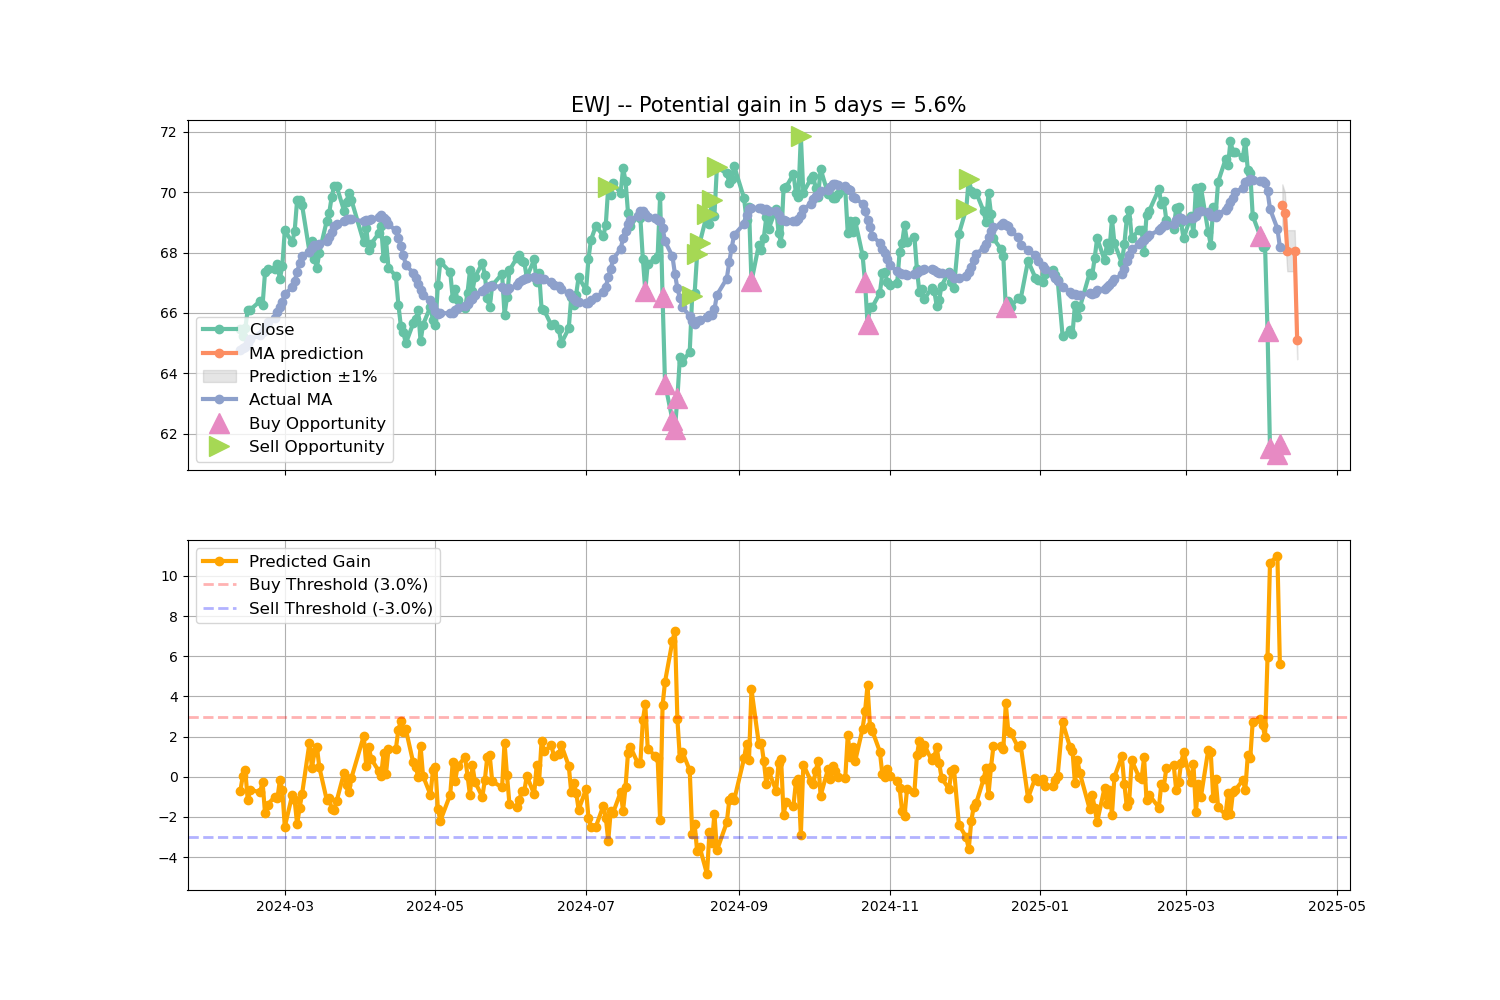 EWJ -- Potential gain in 5 days = 5.6%
72
70
68
66
64
62
Close
MA prediction
Prediction ±1%
Actual MA
Buy Opportunity
Sell Opportunity
10
8
6
4
2
0
−2
−4
Predicted Gain
Buy Threshold (3.0%)
Sell Threshold (-3.0%)
2024-03
2024-05
2024-07
2024-09
2024-11
2025-01
2025-03
2025-05